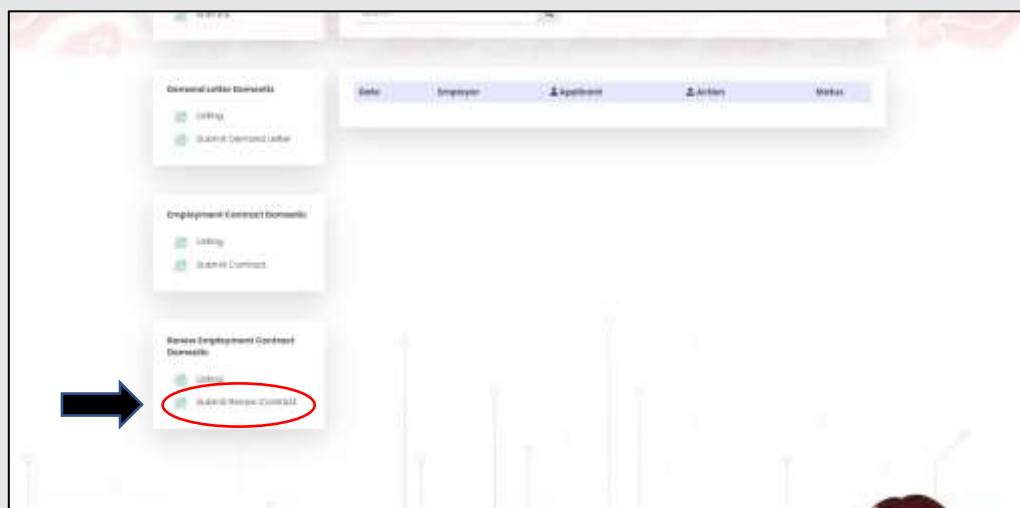 Demand Letter Domestic
Listing
Submit Demand Letter
Date Employer Applicant Action Status
Employment Contract Domestic
Listing
Submit Contract
Renew Employment Contract
Domestic
Listing
Submit Renew Contract